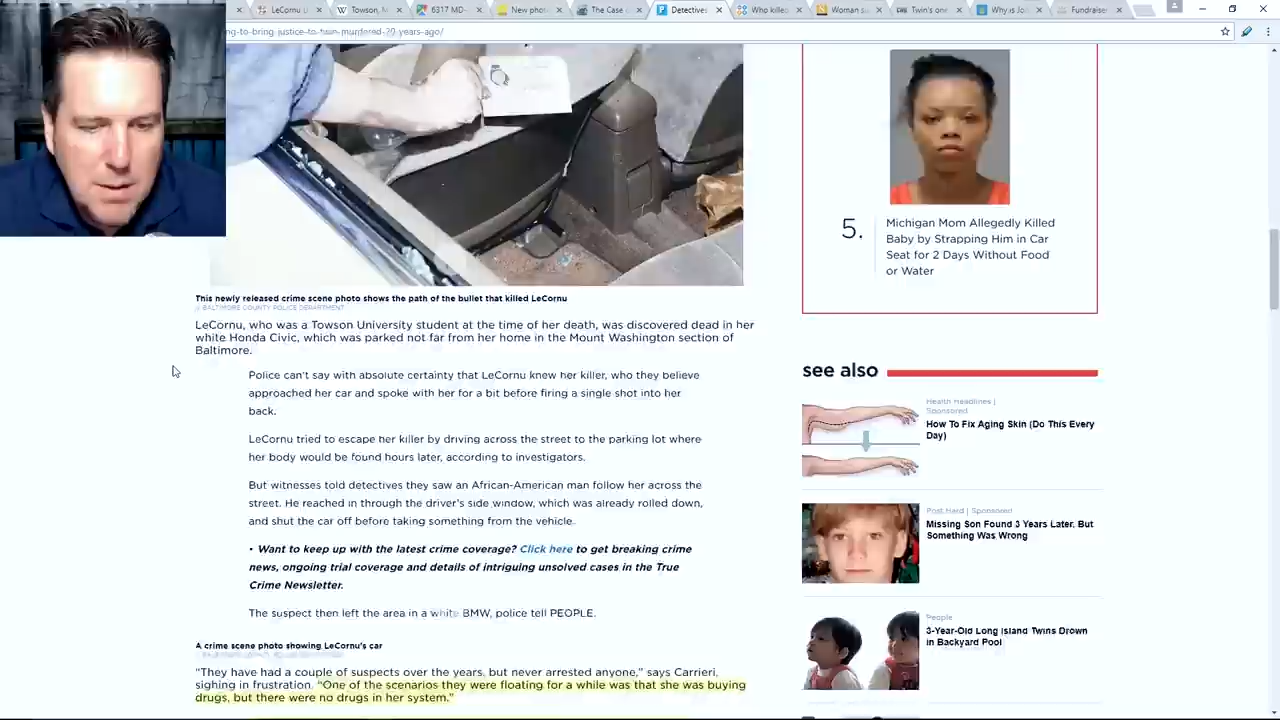 LeCornu u
Towson, M
6317 MD-
New photo
The Case o
Detectives
Who killed
Woman s
Twin's one
Why is Jo
Fundraiser
ng-to-bring-justice-to-twin-murdered-20-years-ago/
This newly released crime scene photo shows the path of the bullet that killed LeCornu
BALTIMORE COUNTY POLICE DEPARTMENT
LeCornu, who was a Towson University student at the time of her death, was discovered dead in her
white Honda Civic, which was parked not far from her home in the Mount Washington section of
Baltimore.
Police can't say with absolute certainty that LeCornu knew her killer, who they believe
approached her car and spoke with her for a bit before firing a single shot into her
back.
LeCornu tried to escape her killer by driving across the street to the parking lot where
her body would be found hours later, according to investigators.
But witnesses told detectives they saw an African-American man follow her across the
street. He reached in through the driver's side window, which was already rolled down,
and shut the car off before taking something from the vehicle.
• Want to keep up with the latest crime coverage? Click here to get breaking crime
news, ongoing trial coverage and details of intriguing unsolved cases in the True
Crime Newsletter.
The suspect then left the area in a white BMW, police tell PEOPLE.
A crime scene photo showing LeCornu's car
"They have had a couple of suspects over the years, but never arrested anyone," says Carrieri,
sighing in frustration. "One of the scenarios they were floating for a while was that she was buying
drugs, but there were no drugs in her system."
5.
Michigan Mom Allegedly Killed
Baby by Strapping Him in Car
Seat for 2 Days Without Food
or Water
see also
Health Headlines |
Sponsored
How To Fix Aging Skin (Do This Every
Day)
Post Hard | Sponsored
Missing Son Found 3 Years Later, But
Something Was Wrong
People
3-Year-Old Long Island Twins Drown
in Backyard Pool